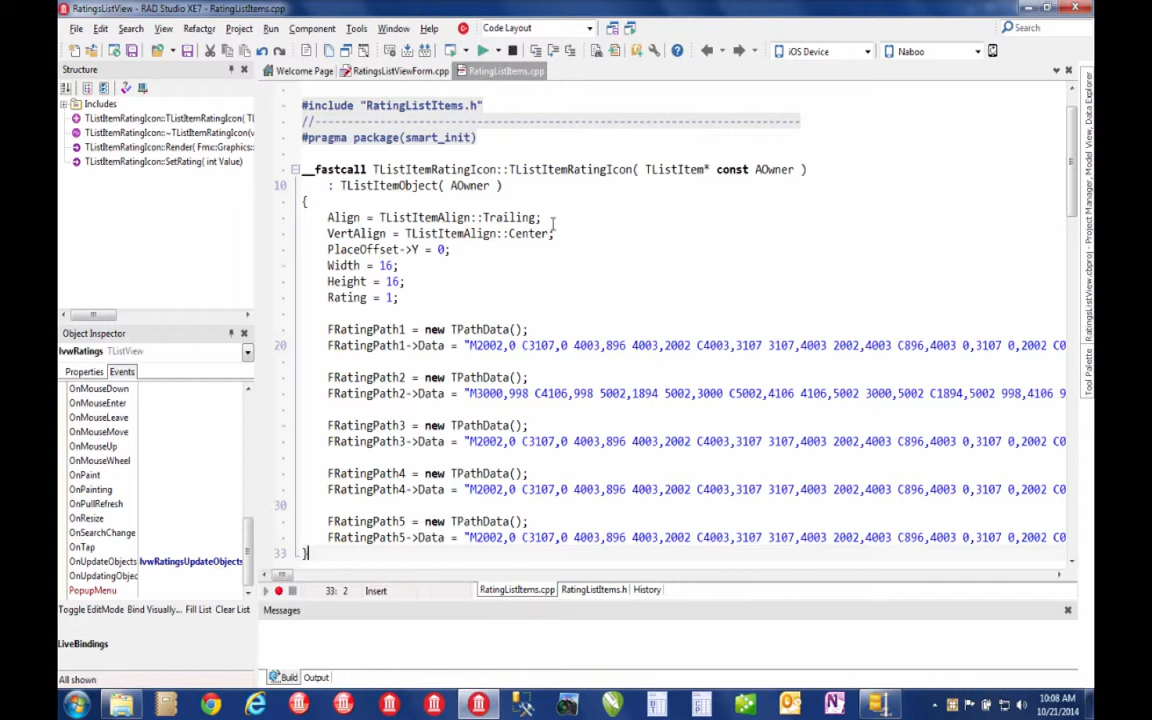 RatingsListView - RAD Studio XE7 - RatingListItems.cpp
File Edit Search View Refactor Project Run Component Tools Window Help Code Layout Search
iOS Device Naboo
Structure
Welcome Page RatingsListViewForm.cpp RatingListItems.cpp
Includes
TListItemRatingIcon::TListItemRatingIcon( TL
TListItemRatingIcon::~TListItemRatingIcon(v
TListItemRatingIcon::Render( Fmx::Graphics:
TListItemRatingIcon::SetRating( int Value)
#include "RatingListItems.h"
#pragma package(smart_init)
__fastcall TListItemRatingIcon::TListItemRatingIcon( TListItem* const AOwner )
10 : TListItemObject( AOwner )
{
Align = TListItemAlign::Trailing;
VertAlign = TListItemAlign::Center;
PlaceOffset->Y = 0;
Width = 16;
Height = 16;
Rating = 1;
FRatingPath1 = new TPathData();
20 FRatingPath1->Data = "M2002,0 C3107,0 4003,896 4003,2002 C4003,3107 3107,4003 2002,4003 C896,4003 0,3107 0,2002 C0
FRatingPath2 = new TPathData();
FRatingPath2->Data = "M3000,998 C4106,998 5002,1894 5002,3000 C5002,4106 4106,5002 3000,5002 C1894,5002 998,4106 9
FRatingPath3 = new TPathData();
FRatingPath3->Data = "M2002,0 C3107,0 4003,896 4003,2002 C4003,3107 3107,4003 2002,4003 C896,4003 0,3107 0,2002 C0
FRatingPath4 = new TPathData();
FRatingPath4->Data = "M2002,0 C3107,0 4003,896 4003,2002 C4003,3107 3107,4003 2002,4003 C896,4003 0,3107 0,2002 C0
30
FRatingPath5 = new TPathData();
FRatingPath5->Data = "M2002,0 C3107,0 4003,896 4003,2002 C4003,3107 3107,4003 2002,4003 C896,4003 0,3107 0,2002 C0
33 }
Object Inspector
lvwRatings TListView
Properties Events
OnMouseDown
OnMouseEnter
OnMouseLeave
OnMouseMove
OnMouseUp
OnMouseWheel
OnPaint
OnPainting
OnPullRefresh
OnResize
OnSearchChange
OnTap
OnUpdateObjects lvwRatingsUpdateObjects
OnUpdatingObjec
PopupMenu
Toggle EditMode Bind Visually... Fill List Clear List
LiveBindings
All shown
33: 2 Insert RatingListItems.cpp RatingListItems.h History
Messages
Build Output
RatingsListView.cbproj - Project Manager, Model View, Data Explorer
Tool Palette
10:08 AM
10/21/2014